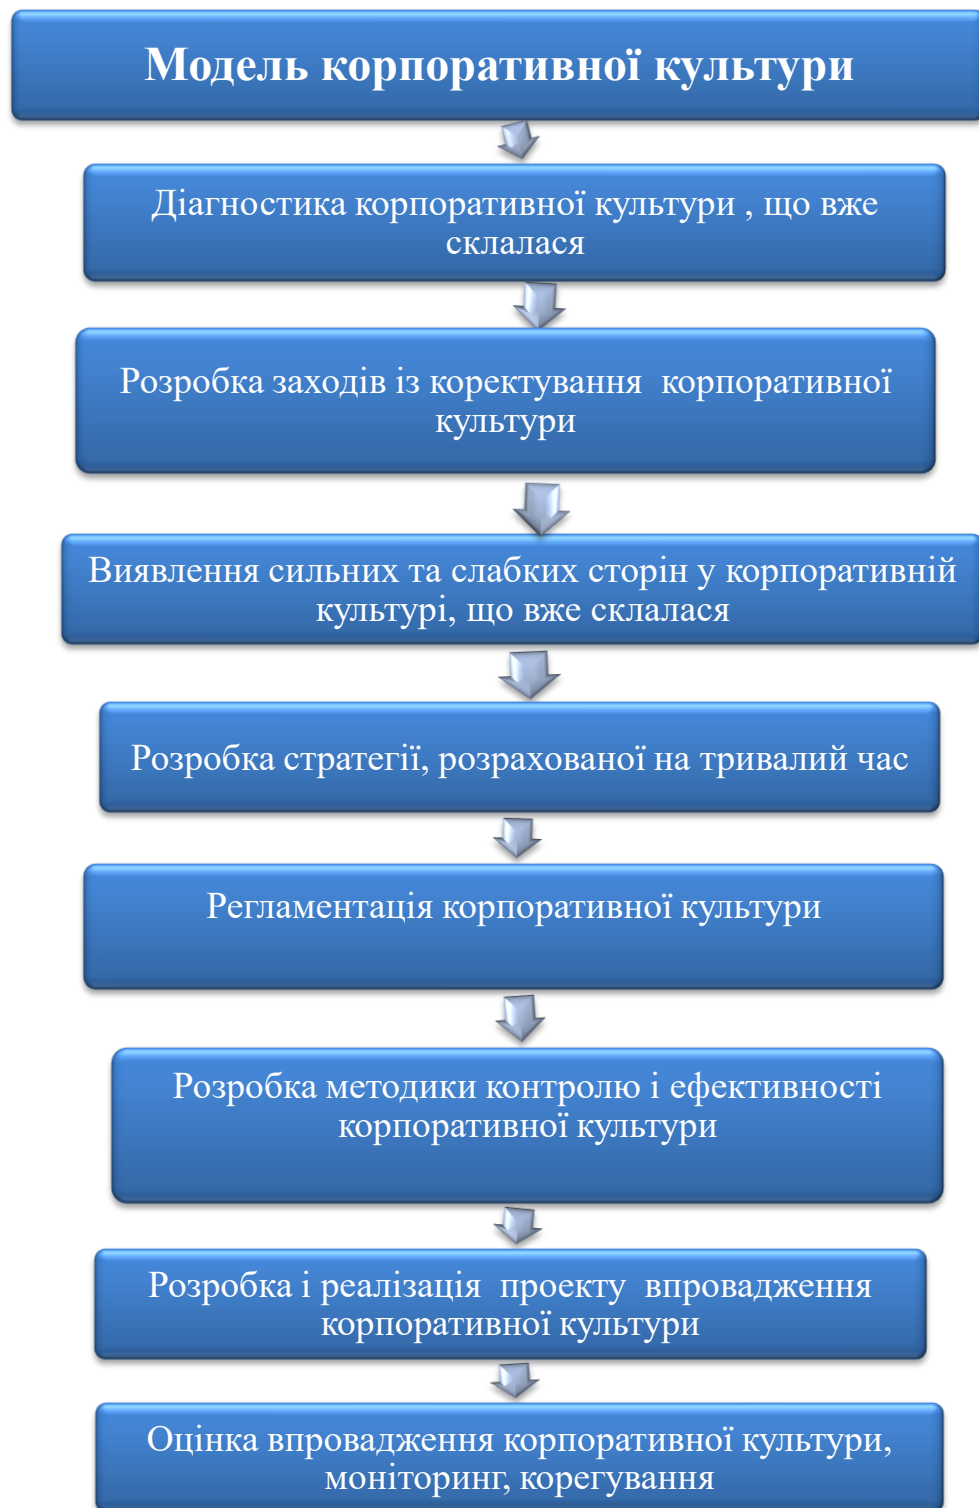 Модель корпоративної культури
Діагностика корпоративної культури , що вже
склалася
Розробка заходів із коректування корпоративної
культури
Виявлення сильних та слабких сторін у корпоративній
культурі, що вже склалася
Розробка стратегії, розрахованої на тривалий час
Регламентація корпоративної культури
Розробка методики контролю і ефективності
корпоративної культури
Розробка і реалізація проекту впровадження
корпоративної культури
Оцінка впровадження корпоративної культури,
моніторинг, корегування